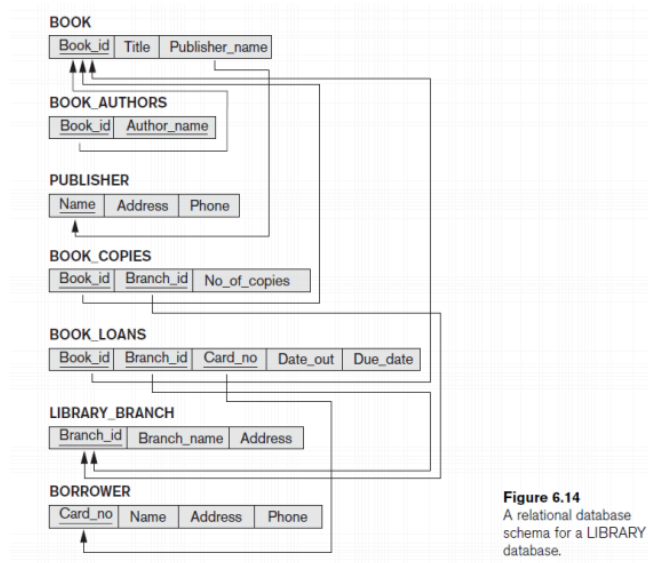 BOOK
Book_id Title Publisher_name
BOOK_AUTHORS
Book_id Author_name
PUBLISHER
Name Address Phone
BOOK_COPIES
Book_id Branch_id No_of_copies
BOOK_LOANS
Book_id Branch_id Card_no Date_out Due_date
LIBRARY_BRANCH
Branch_id Branch_name Address
BORROWER
Card_no Name Address Phone
Figure 6.14
A relational database
schema for a LIBRARY
database.